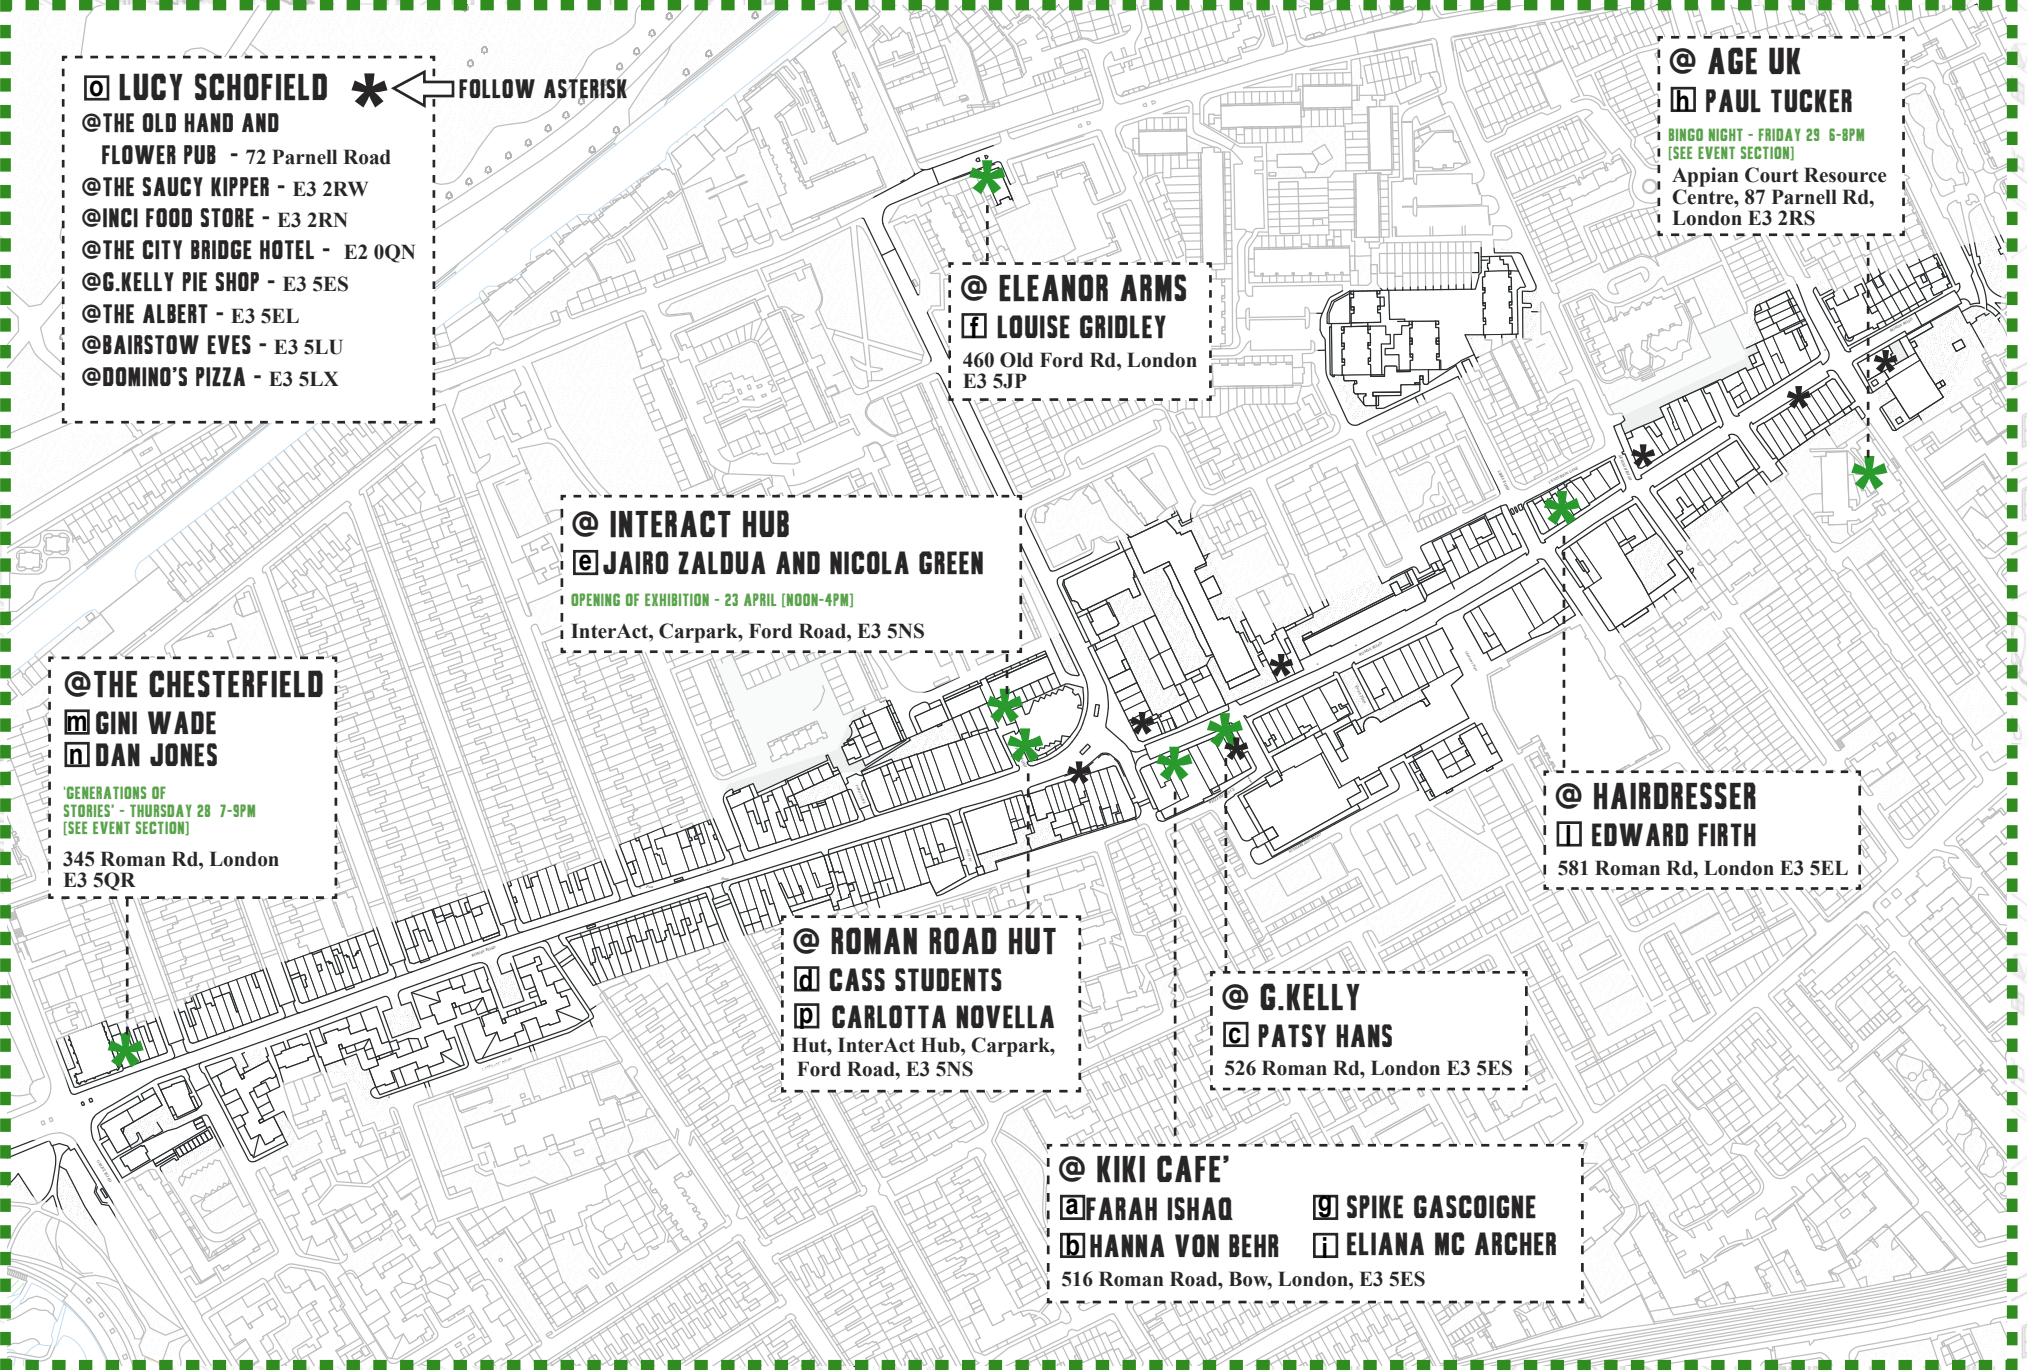 o LUCY SCHOFIELD * FOLLOW ASTERISK
@THE OLD HAND AND
FLOWER PUB - 72 Parnell Road
@THE SAUCY KIPPER - E3 2RW
@INCI FOOD STORE - E3 2RN
@THE CITY BRIDGE HOTEL - E2 0QN
@G.KELLY PIE SHOP - E3 5ES
@THE ALBERT - E3 5EL
@BAIRSTOW EVES - E3 5LU
@DOMINO'S PIZZA - E3 5LX
@ AGE UK
h PAUL TUCKER
BINGO NIGHT - FRIDAY 29 6-8PM
[SEE EVENT SECTION]
Appian Court Resource
Centre, 87 Parnell Rd,
London E3 2RS
@ ELEANOR ARMS
f LOUISE GRIDLEY
460 Old Ford Rd, London
E3 5JP
@ INTERACT HUB
e JAIRO ZALDUA AND NICOLA GREEN
OPENING OF EXHIBITION - 23 APRIL [NOON-4PM]
InterAct, Carpark, Ford Road, E3 5NS
@THE CHESTERFIELD
m GINI WADE
n DAN JONES
'GENERATIONS OF
STORIES' - THURSDAY 28 7-9PM
[SEE EVENT SECTION]
345 Roman Rd, London
E3 5QR
@ HAIRDRESSER
l EDWARD FIRTH
581 Roman Rd, London E3 5EL
@ ROMAN ROAD HUT
d CASS STUDENTS
p CARLOTTA NOVELLA
Hut, InterAct Hub, Carpark,
Ford Road, E3 5NS
@ G.KELLY
c PATSY HANS
526 Roman Rd, London E3 5ES
@ KIKI CAFE'
a FARAH ISHAQ g SPIKE GASCOIGNE
b HANNA VON BEHR i ELIANA MC ARCHER
516 Roman Road, Bow, London, E3 5ES